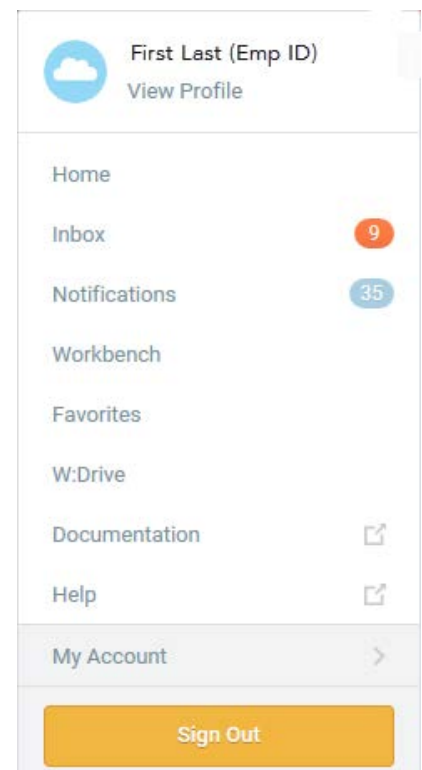 First Last (Emp ID)
View Profile
Home
Inbox 9
Notifications 35
Workbench
Favorites
W:Drive
Documentation
Help
My Account
Sign Out